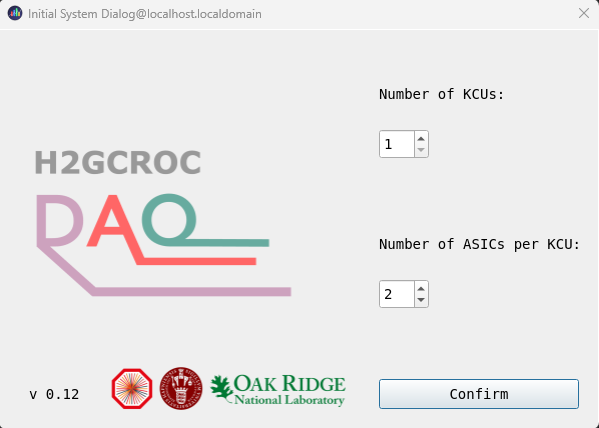 Initial System Dialog@localhost.localdomain
Number of KCUs:
1
H2GCROC
DAQ
Number of ASICs per KCU:
2
v 0.12
OAK RIDGE
National Laboratory
Confirm